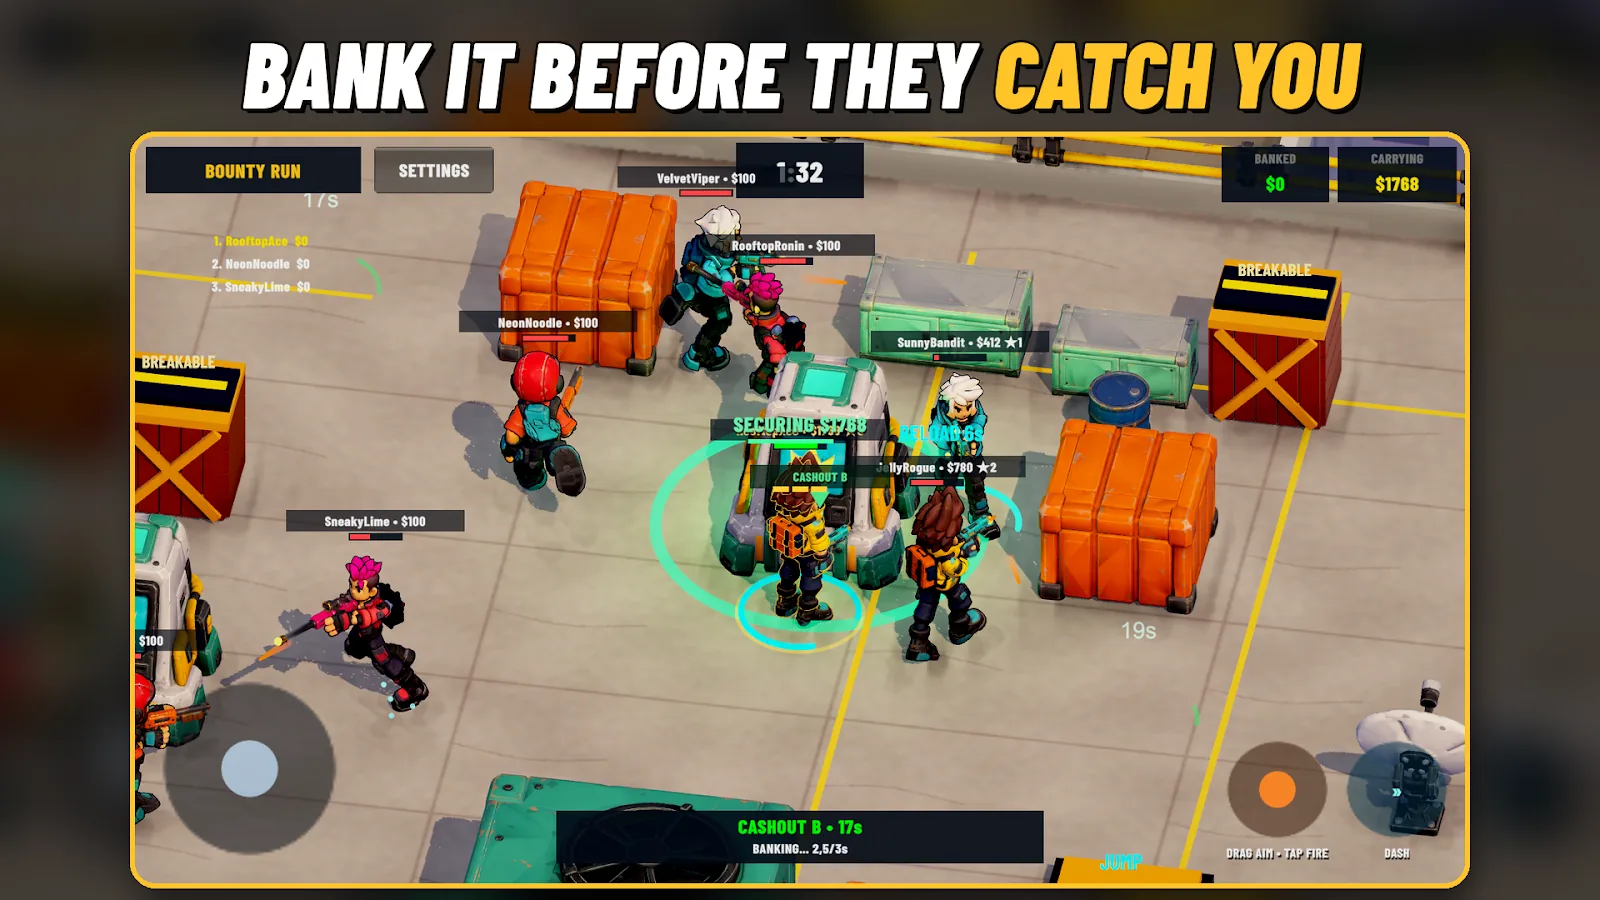 BANK IT BEFORE THEY CATCH YOU
BOUNTY RUN
SETTINGS
17s
1:32
BANKED
$0
CARRYING
$1768
1. RooftopAce $0
2. NeonNoodle $0
3. SneakyLime $0
VelvetViper • $100
RooftopRonin • $100
NeonNoodle • $100
SunnyBandit • $412 ★1
BREAKABLE
BREAKABLE
SECURING $1768
RELOAD 6s
JellyRogue • $780 ★2
CASHOUT B
SneakyLime • $100
$100
19s
CASHOUT B • 17s
BANKING... 2,5/3s
DRAG AIM • TAP FIRE
DASH
JUMP